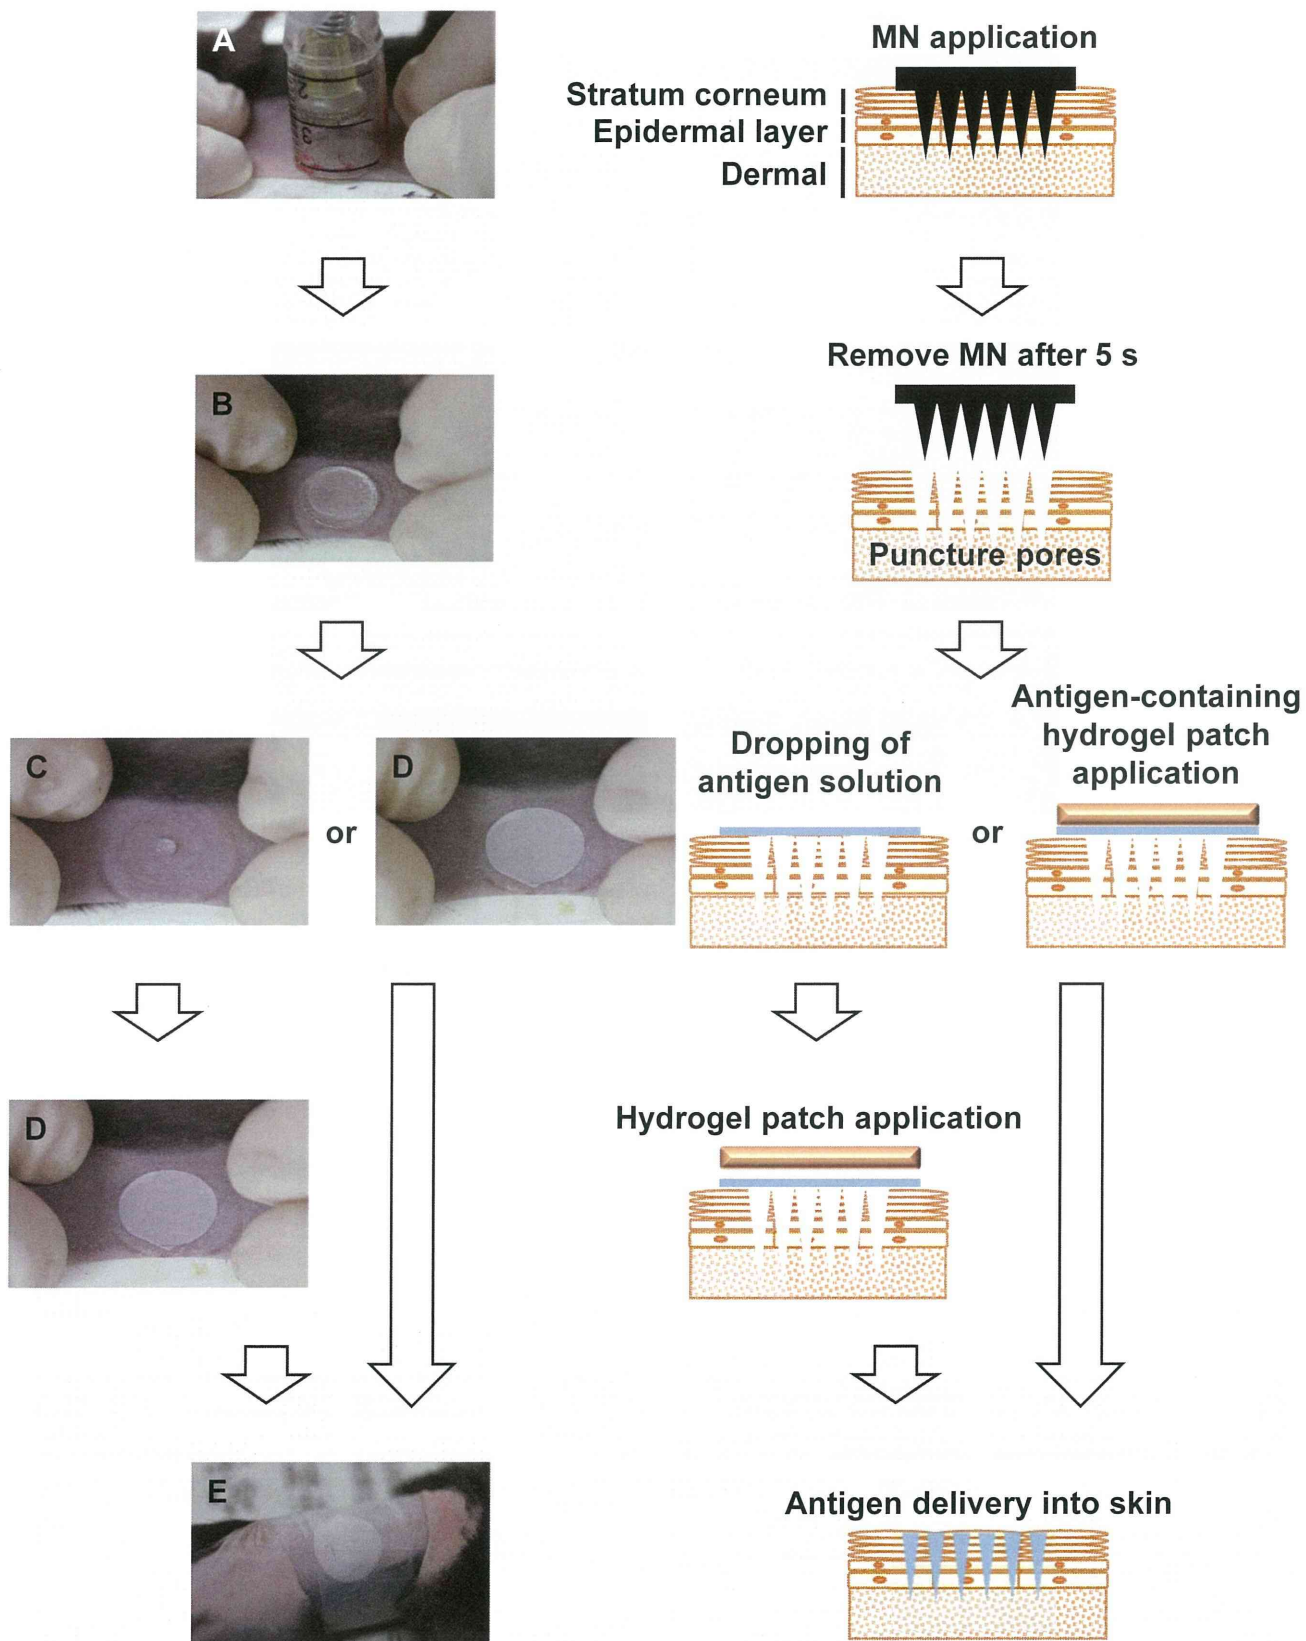 A
MN application
Stratum corneum
Epidermal layer
Dermal
B
Remove MN after 5 s
Puncture pores
C
or
D
Dropping of
antigen solution
or
Antigen-containing
hydrogel patch
application
D
Hydrogel patch application
E
Antigen delivery into skin